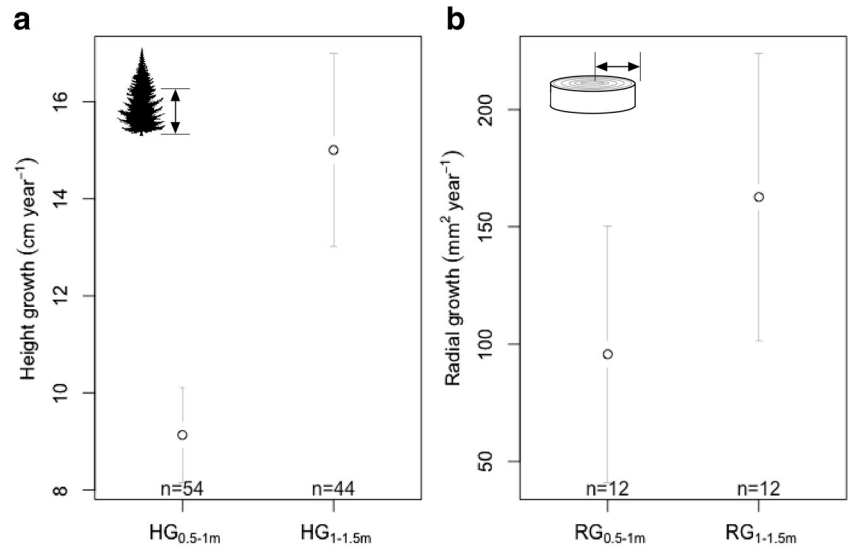 a
Height growth (cm year⁻¹)
16
14
12
10
8
n=54
n=44
HG₀.₅₋₁ₘ
HG₁₋₁.₅ₘ
b
Radial growth (mm² year⁻¹)
200
150
100
50
n=12
n=12
RG₀.₅₋₁ₘ
RG₁₋₁.₅ₘ